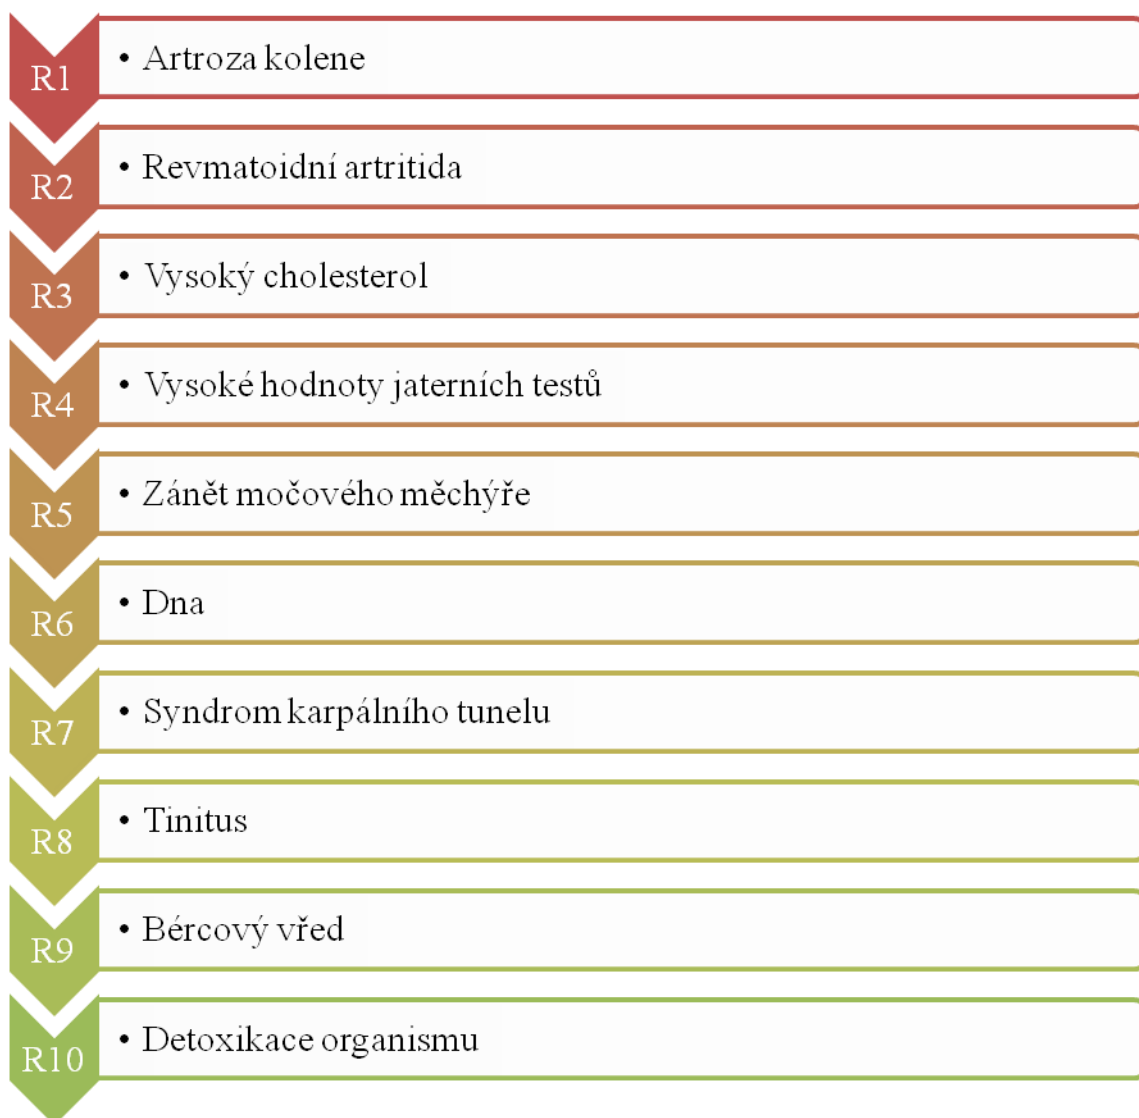 R1
• Artroza kolene
R2
• Revmatoidní artritida
R3
• Vysoký cholesterol
R4
• Vysoké hodnoty jaterních testů
R5
• Zánět močového měchýře
R6
• Dna
R7
• Syndrom karpálního tunelu
R8
• Tinitus
R9
• Bércový vřed
R10
• Detoxikace organismu